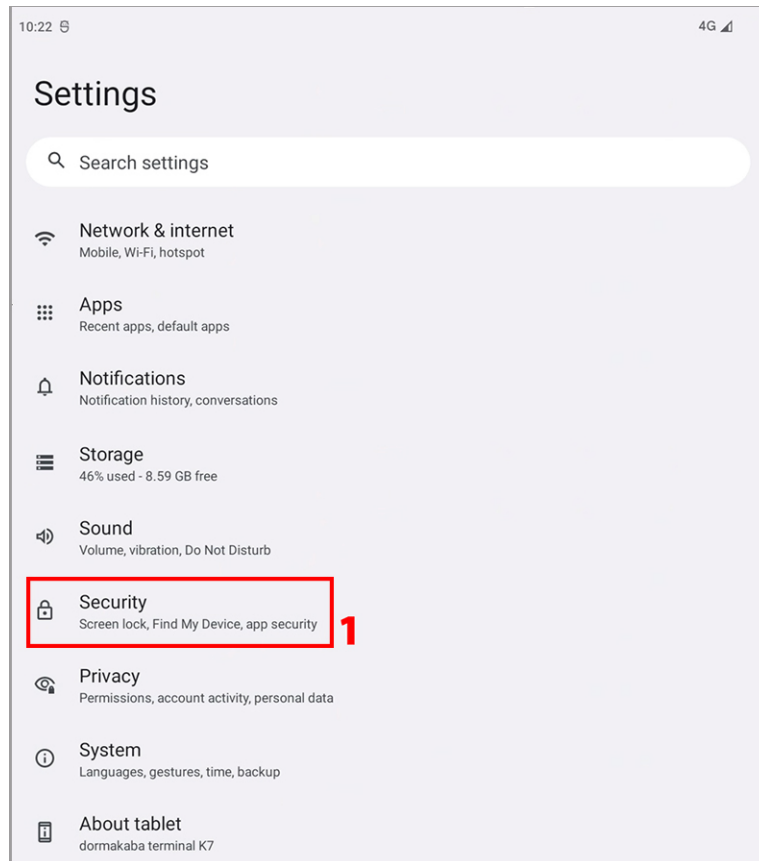 10:22
4G
Settings
Search settings
Network & internet
Mobile, Wi-Fi, hotspot
Apps
Recent apps, default apps
Notifications
Notification history, conversations
Storage
46% used - 8.59 GB free
Sound
Volume, vibration, Do Not Disturb
Security
Screen lock, Find My Device, app security
1
Privacy
Permissions, account activity, personal data
System
Languages, gestures, time, backup
About tablet
dormakaba terminal K7